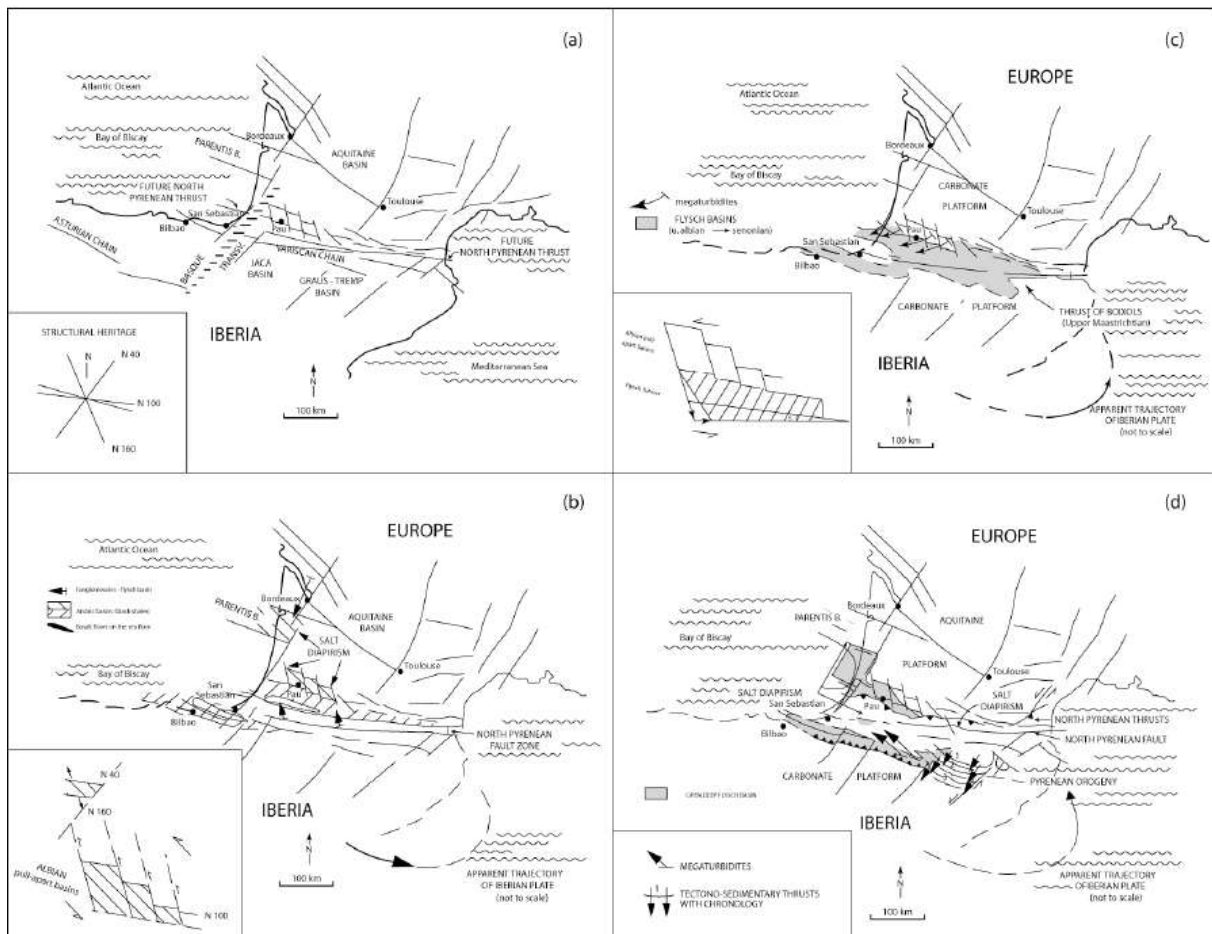 (a)
Atlantic Ocean
Bordeaux
Bay of Biscay
PARENTIS B.
AQUITAINE
BASIN
FUTURE NORTH
PYRENEAN THRUST
San Sebastian
Toulouse
Bilbao
Pau
ASTURIAN CHAIN
BASQUE
TRANSV.
VARISCAN CHAIN
JACA
BASIN
GRAUS - TREMP
BASIN
FUTURE
NORTH PYRENEAN THRUST
IBERIA
STRUCTURAL HERITAGE
N
N 40
N 100
N 160
N
100 km
Mediterranean Sea
(c)
EUROPE
Atlantic Ocean
Bordeaux
Bay of Biscay
megaturbidites
CARBONATE
PLATFORM
FLYSCH BASINS
(u. albian → senonian)
Toulouse
Pau
San Sebastian
Bilbao
CARBONATE PLATFORM
THRUST OF BOIXOLS
(Upper Maastrichtian)
IBERIA
N
100 km
APPARENT TRAJECTORY
OF IBERIAN PLATE
(not to scale)
(b)
EUROPE
Atlantic Ocean
Bordeaux
PARENTIS B.
AQUITAINE
BASIN
SALT
DIAPIRISM
Bay of Biscay
Toulouse
San
Sebastian
Pau
Bilbao
NORTH PYRENEAN
FAULT ZONE
IBERIA
N 40
N 160
ALBIAN
pull-apart basins
N 100
N
100 km
APPARENT TRAJECTORY
OF IBERIAN PLATE
(not to scale)
(d)
EUROPE
Bordeaux
PARENTIS B.
AQUITAINE
Bay of Biscay
PLATFORM
Toulouse
SALT DIAPIRISM
SALT
DIAPIRISM
San Sebastian
Pau
NORTH PYRENEAN THRUSTS
Bilbao
NORTH PYRENEAN FAULT
CARBONATE PLATFORM
PYRENEAN OROGENY
IBERIA
MEGATURBIDITES
TECTONO-SEDIMENTARY THRUSTS
WITH CHRONOLOGY
N
100 km
APPARENT TRAJECTORY
OF IBERIAN PLATE
(not to scale)